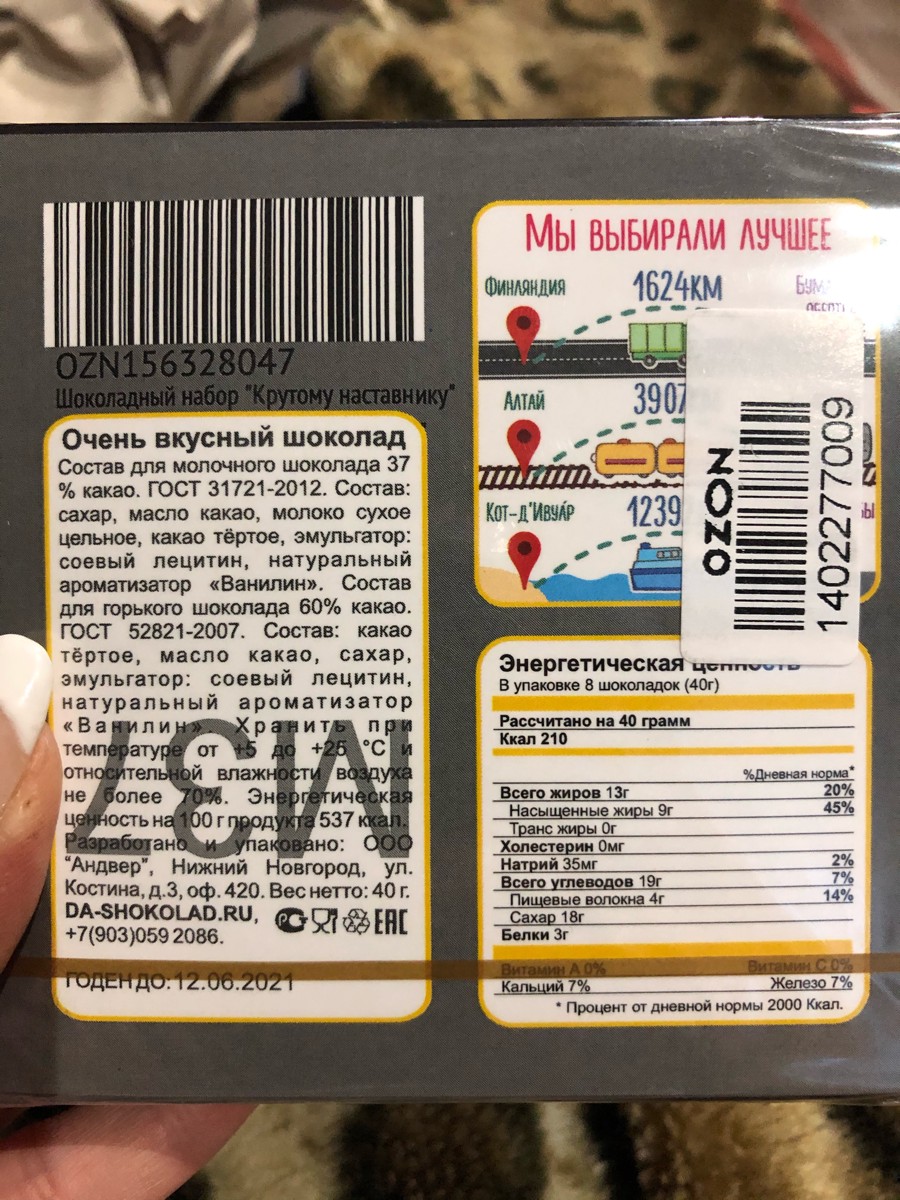 OZN156328047
Шоколадный набор "Крутому наставнику"
Очень вкусный шоколад
Состав для молочного шоколада 37
% какао. ГОСТ 31721-2012. Состав:
сахар, масло какао, молоко сухое
цельное, какао тёртое, эмульгатор:
соевый лецитин, натуральный
ароматизатор «Ванилин». Состав
для горького шоколада 60% какао.
ГОСТ 52821-2007. Состав: какао
тёртое, масло какао, сахар,
эмульгатор: соевый лецитин,
натуральный ароматизатор
«Ванилин». Хранить при
температуре от +5 до +25 °С и
относительной влажности воздуха
не более 70%. Энергетическая
ценность на 100 г продукта 537 ккал.
Разработано и упаковано: ООО
"Андвер", Нижний Новгород, ул.
Костина, д.3, оф. 420. Вес нетто: 40 г.
DA-SHOKOLAD.RU,
+7(903)059 2086.
РСТ EAC
ГОДЕН ДО: 12.06.2021
МЗ7
Мы выбирали лучшее
Финляндия 1624км
Алтай 3907
Кот-д'Ивуа́р 1239
OZON
1402277009
Энергетическая ценность
В упаковке 8 шоколадок (40г)
Рассчитано на 40 грамм
Ккал 210
%Дневная норма*
Всего жиров 13г 20%
Насыщенные жиры 9г 45%
Транс жиры 0г
Холестерин 0мг
Натрий 35мг 2%
Всего углеводов 19г 7%
Пищевые волокна 4г 14%
Сахар 18г
Белки 3г
Витамин А 0% Витамин С 0%
Кальций 7% Железо 7%
* Процент от дневной нормы 2000 Ккал.